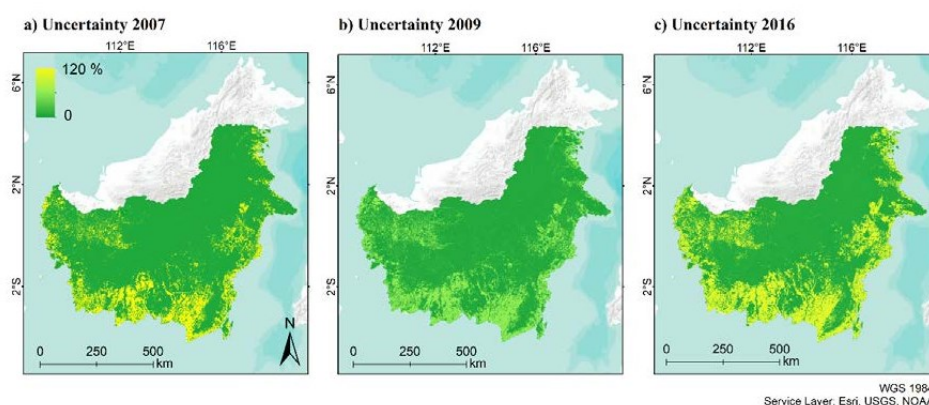 a) Uncertainty 2007
b) Uncertainty 2009
c) Uncertainty 2016
112°E 116°E
112°E 116°E
112°E 116°E
120 %
0
6°N
2°N
2°S
6°N
2°N
2°S
6°N
2°N
2°S
N
0 250 500
km
0 250 500
km
0 250 500
km
WGS 1984
Service Layer, Esri, USGS, NOAA